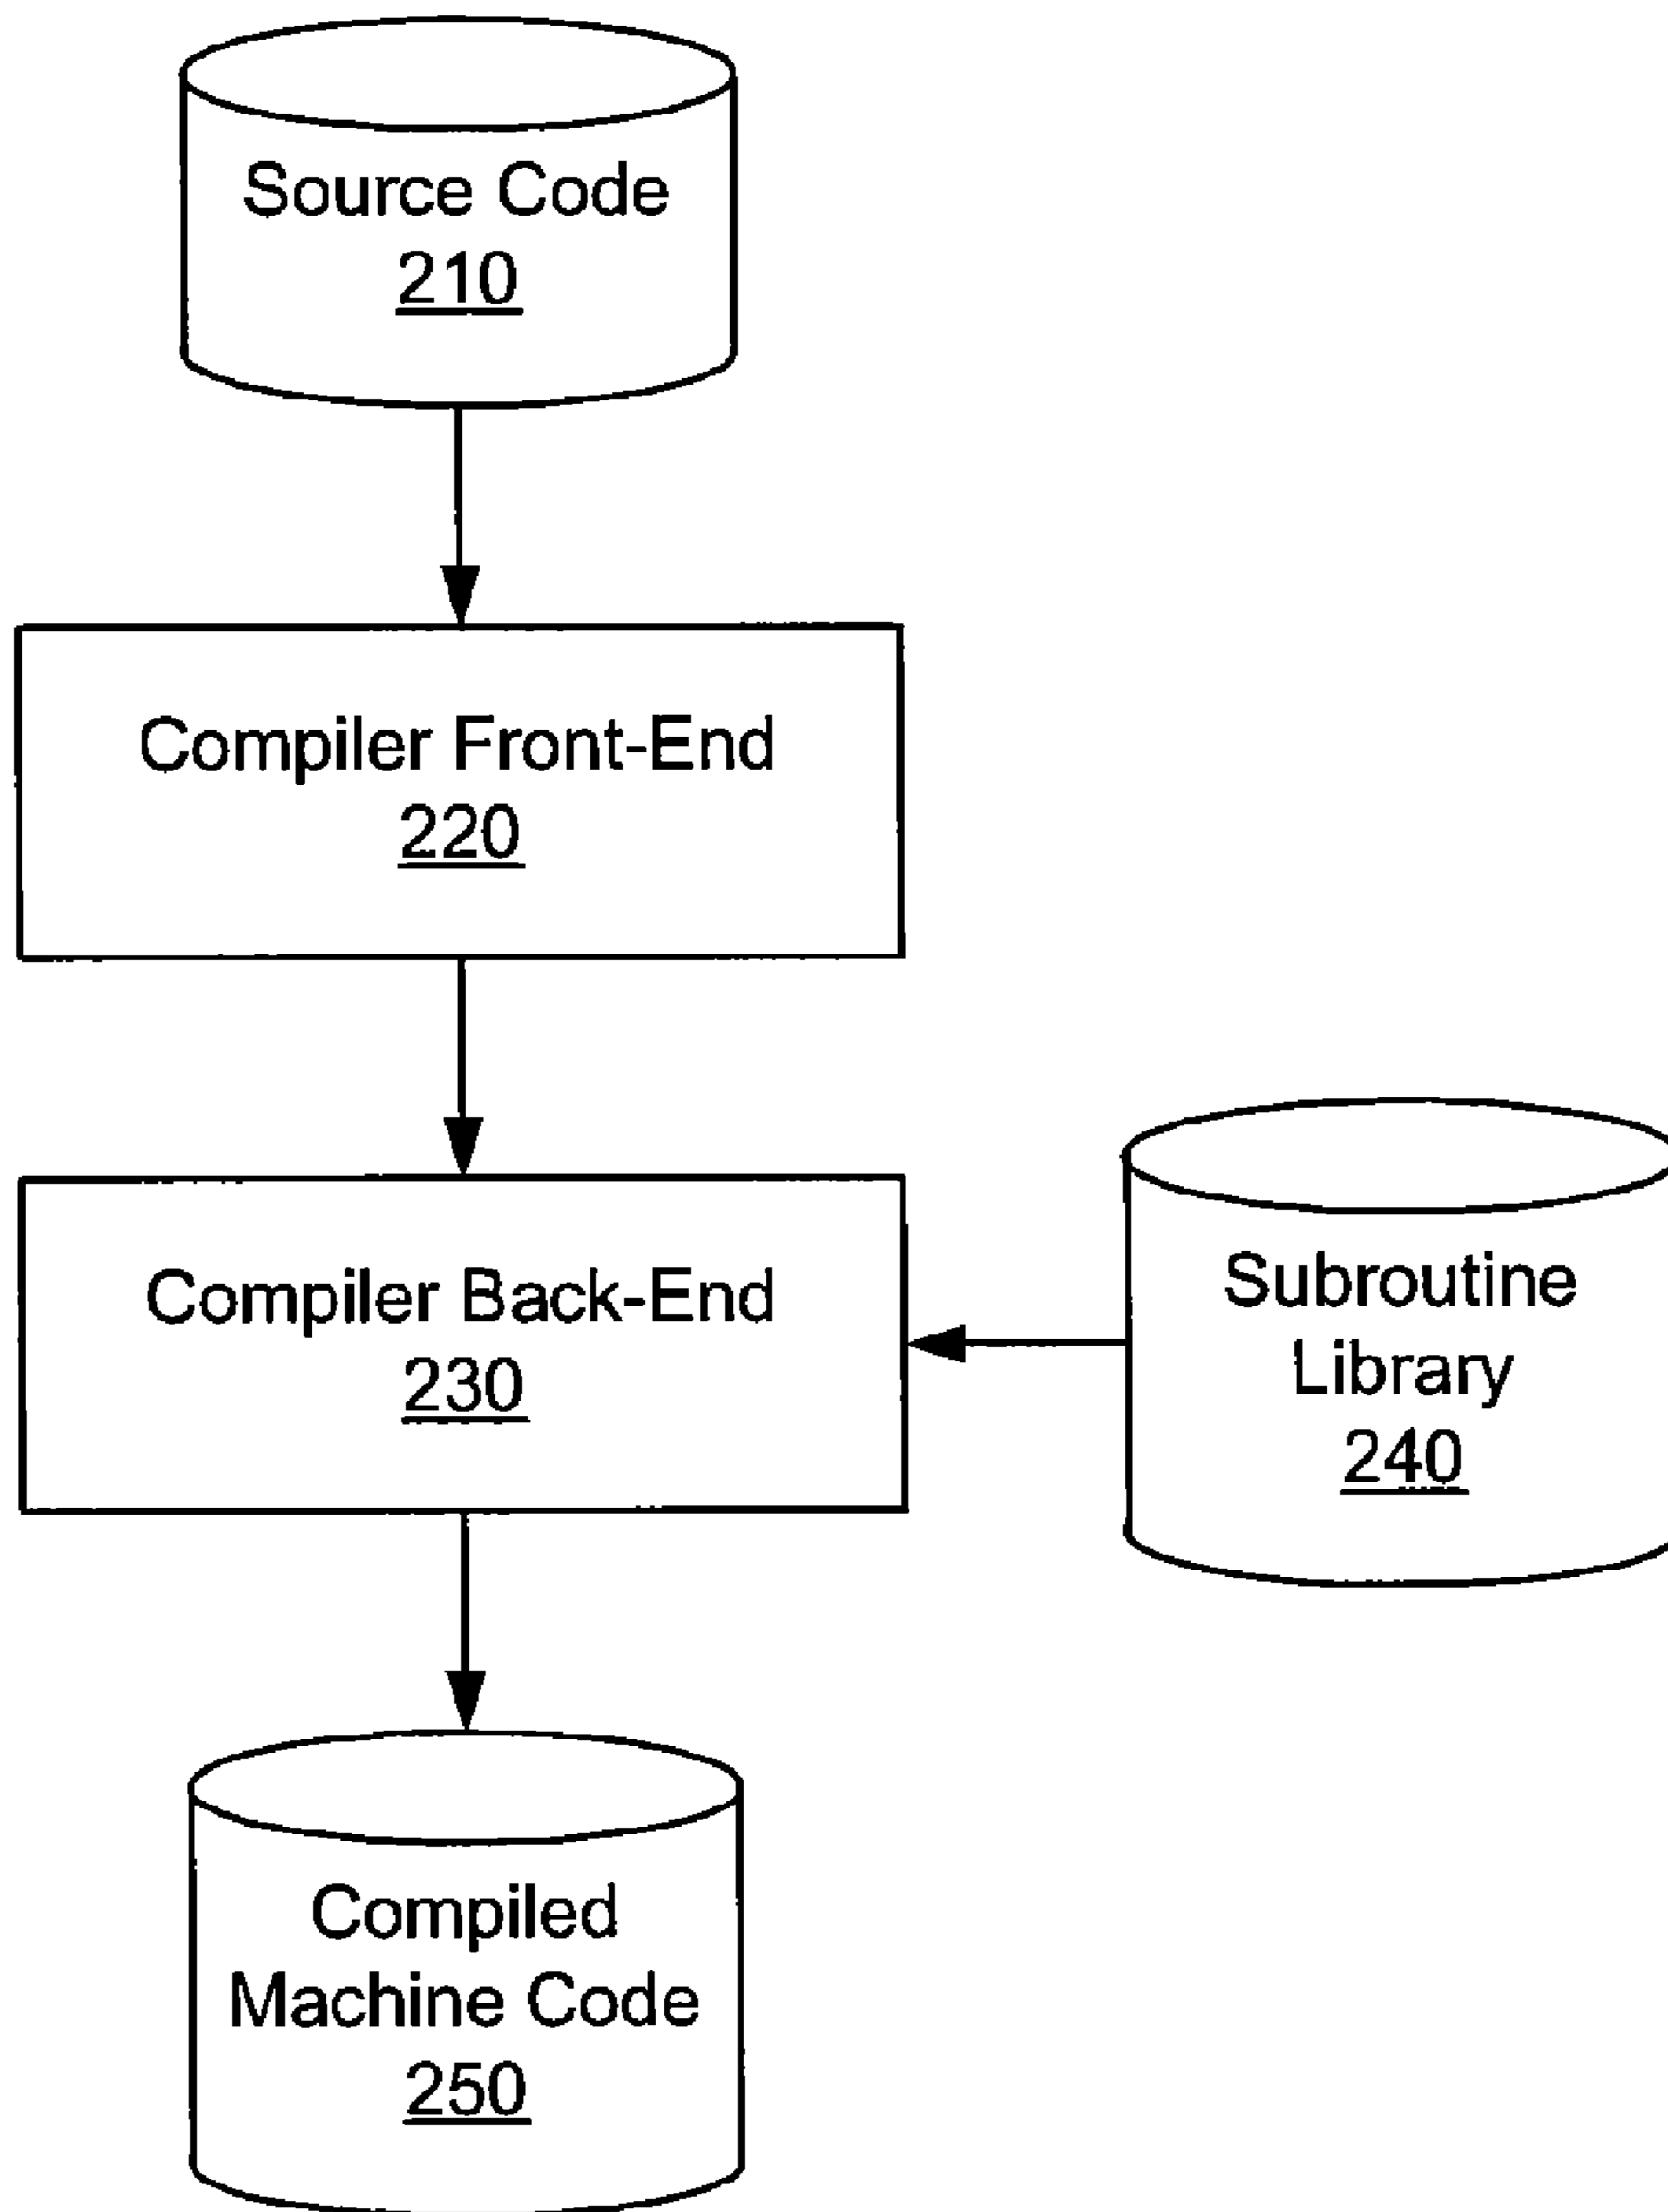 Source Code
210
Compiler Front-End
220
Compiler Back-End
230
Subroutine
Library
240
Compiled
Machine Code
250